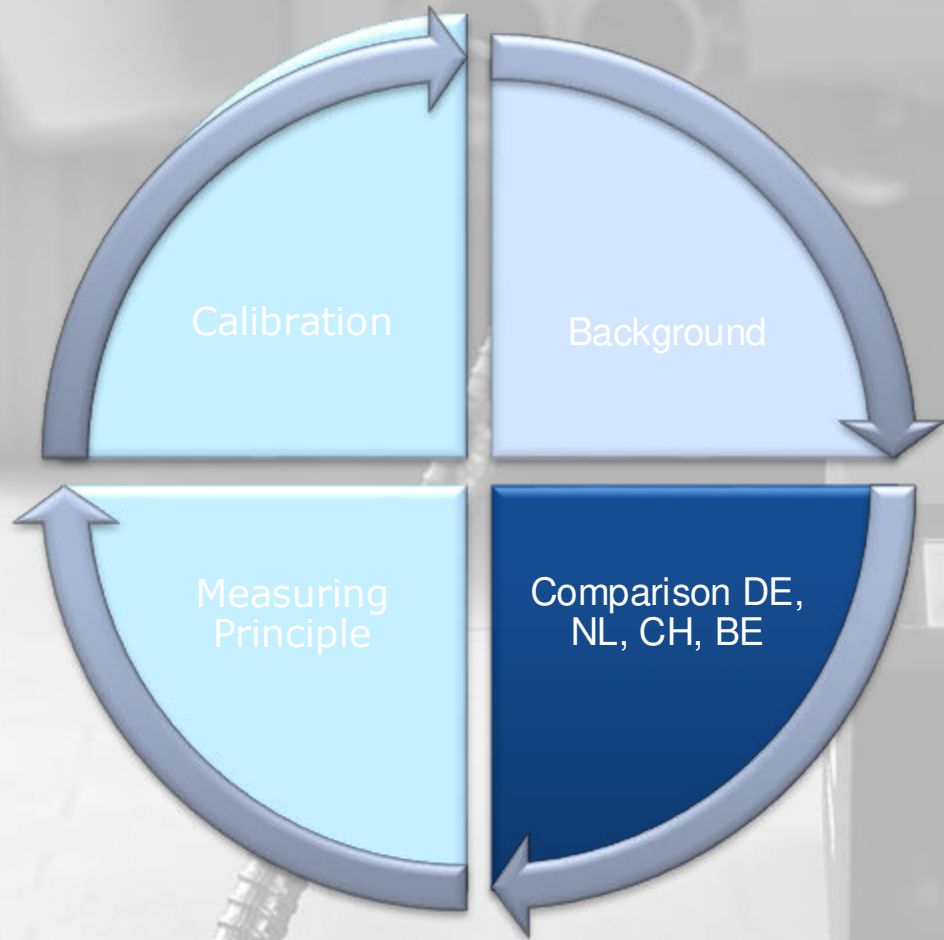 Calibration
Background
Measuring
Principle
Comparison DE,
NL, CH, BE